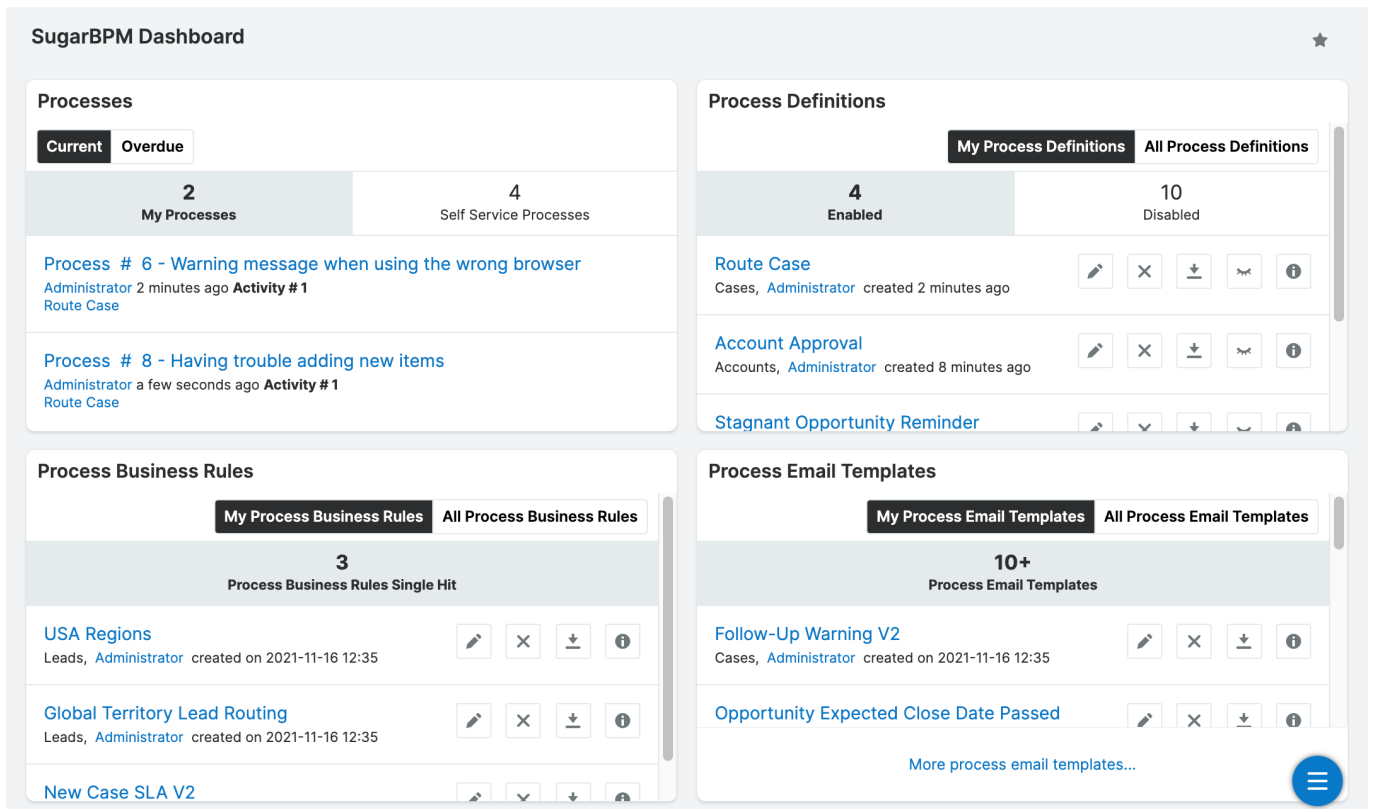 SugarBPM Dashboard
Processes
Current Overdue
2
My Processes
4
Self Service Processes
Process # 6 - Warning message when using the wrong browser
Administrator 2 minutes ago Activity # 1
Route Case
Process # 8 - Having trouble adding new items
Administrator a few seconds ago Activity # 1
Route Case
Process Definitions
My Process Definitions All Process Definitions
4
Enabled
10
Disabled
Route Case
Cases, Administrator created 2 minutes ago
Account Approval
Accounts, Administrator created 8 minutes ago
Stagnant Opportunity Reminder
Process Business Rules
My Process Business Rules All Process Business Rules
3
Process Business Rules Single Hit
USA Regions
Leads, Administrator created on 2021-11-16 12:35
Global Territory Lead Routing
Leads, Administrator created on 2021-11-16 12:35
New Case SLA V2
Process Email Templates
My Process Email Templates All Process Email Templates
10+
Process Email Templates
Follow-Up Warning V2
Cases, Administrator created on 2021-11-16 12:35
Opportunity Expected Close Date Passed
More process email templates...